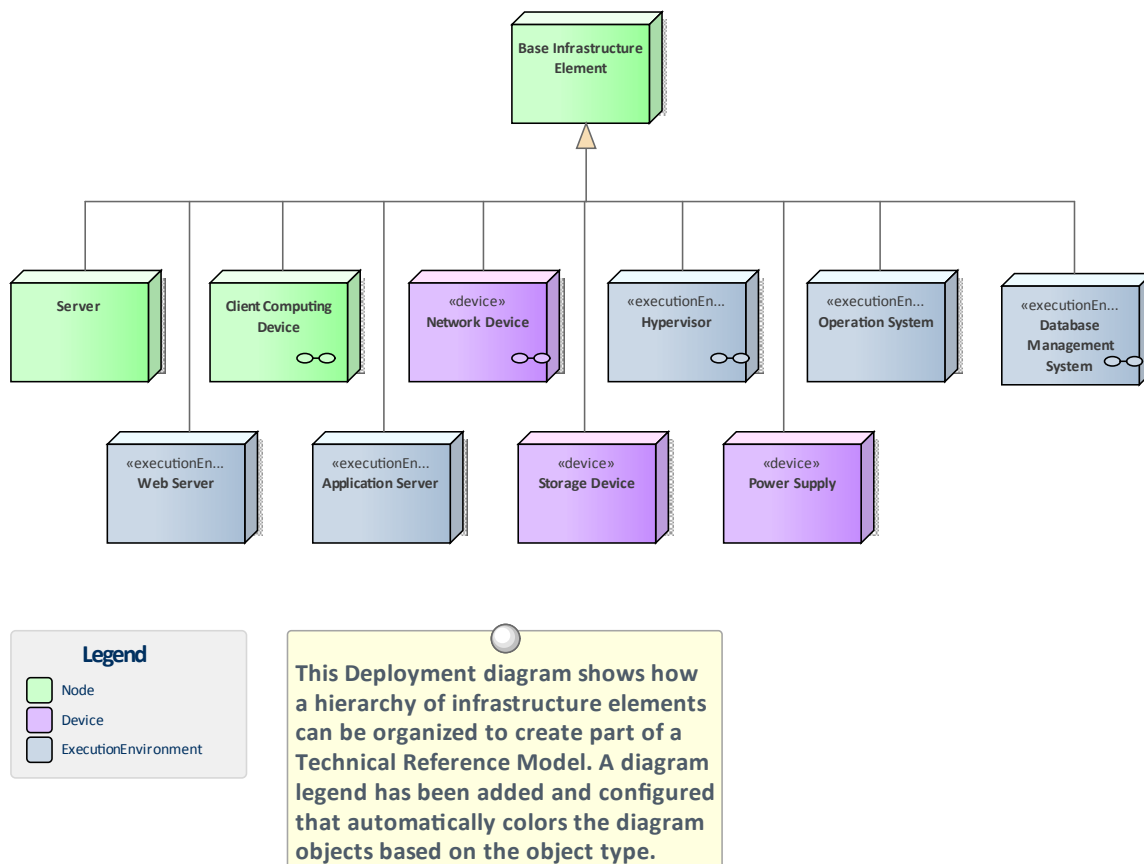 Base Infrastructure
Element
Server
Client Computing
Device
«device»
Network Device
«executionEn...
Hypervisor
«executionEn...
Operation System
«executionEn...
Database
Management
System
«executionEn...
Web Server
«executionEn...
Application Server
«device»
Storage Device
«device»
Power Supply
Legend
Node
Device
ExecutionEnvironment
This Deployment diagram shows how
a hierarchy of infrastructure elements
can be organized to create part of a
Technical Reference Model. A diagram
legend has been added and configured
that automatically colors the diagram
objects based on the object type.